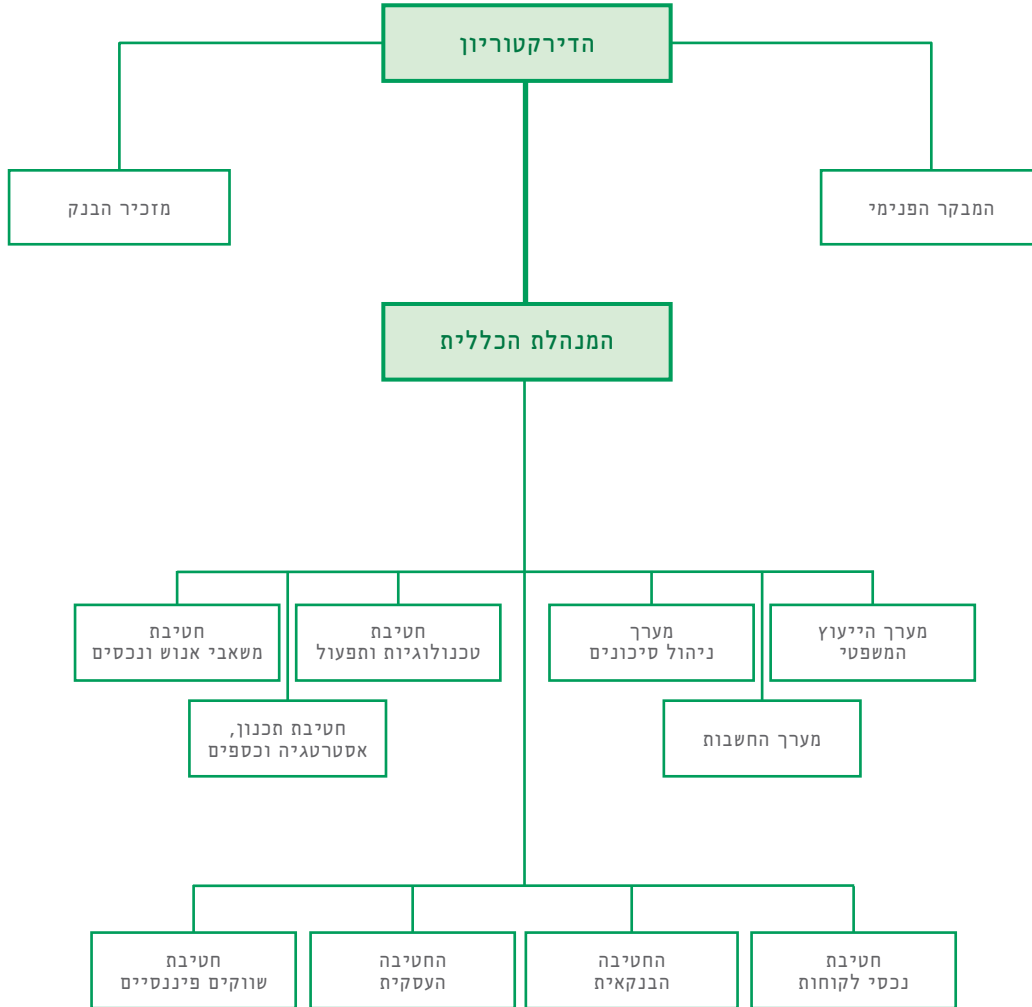 הדירקטוריון
המבקר הפנימי
מזכיר הבנק
המנהלת הכללית
מערך הייעוץ
המשפטי
מערך
ניהול סיכונים
חטיבת
טכנולוגיות ותפעול
חטיבת
משאבי אנוש ונכסים
מערך החשבות
חטיבת תכנון,
אסטרטגיה וכספים
חטיבת
נכסי לקוחות
החטיבה
הבנקאית
החטיבה
העסקית
חטיבת
שווקים פיננסיים